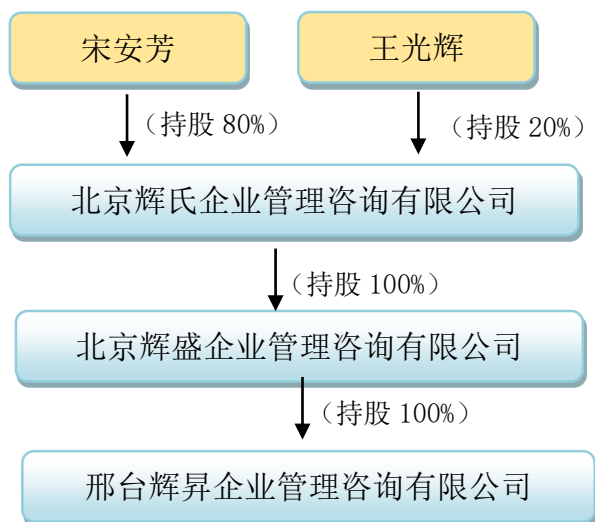 宋安芳
王光辉
（持股 80%）
（持股 20%）
北京辉氏企业管理咨询有限公司
（持股 100%）
北京辉盛企业管理咨询有限公司
（持股 100%）
邢台辉昇企业管理咨询有限公司